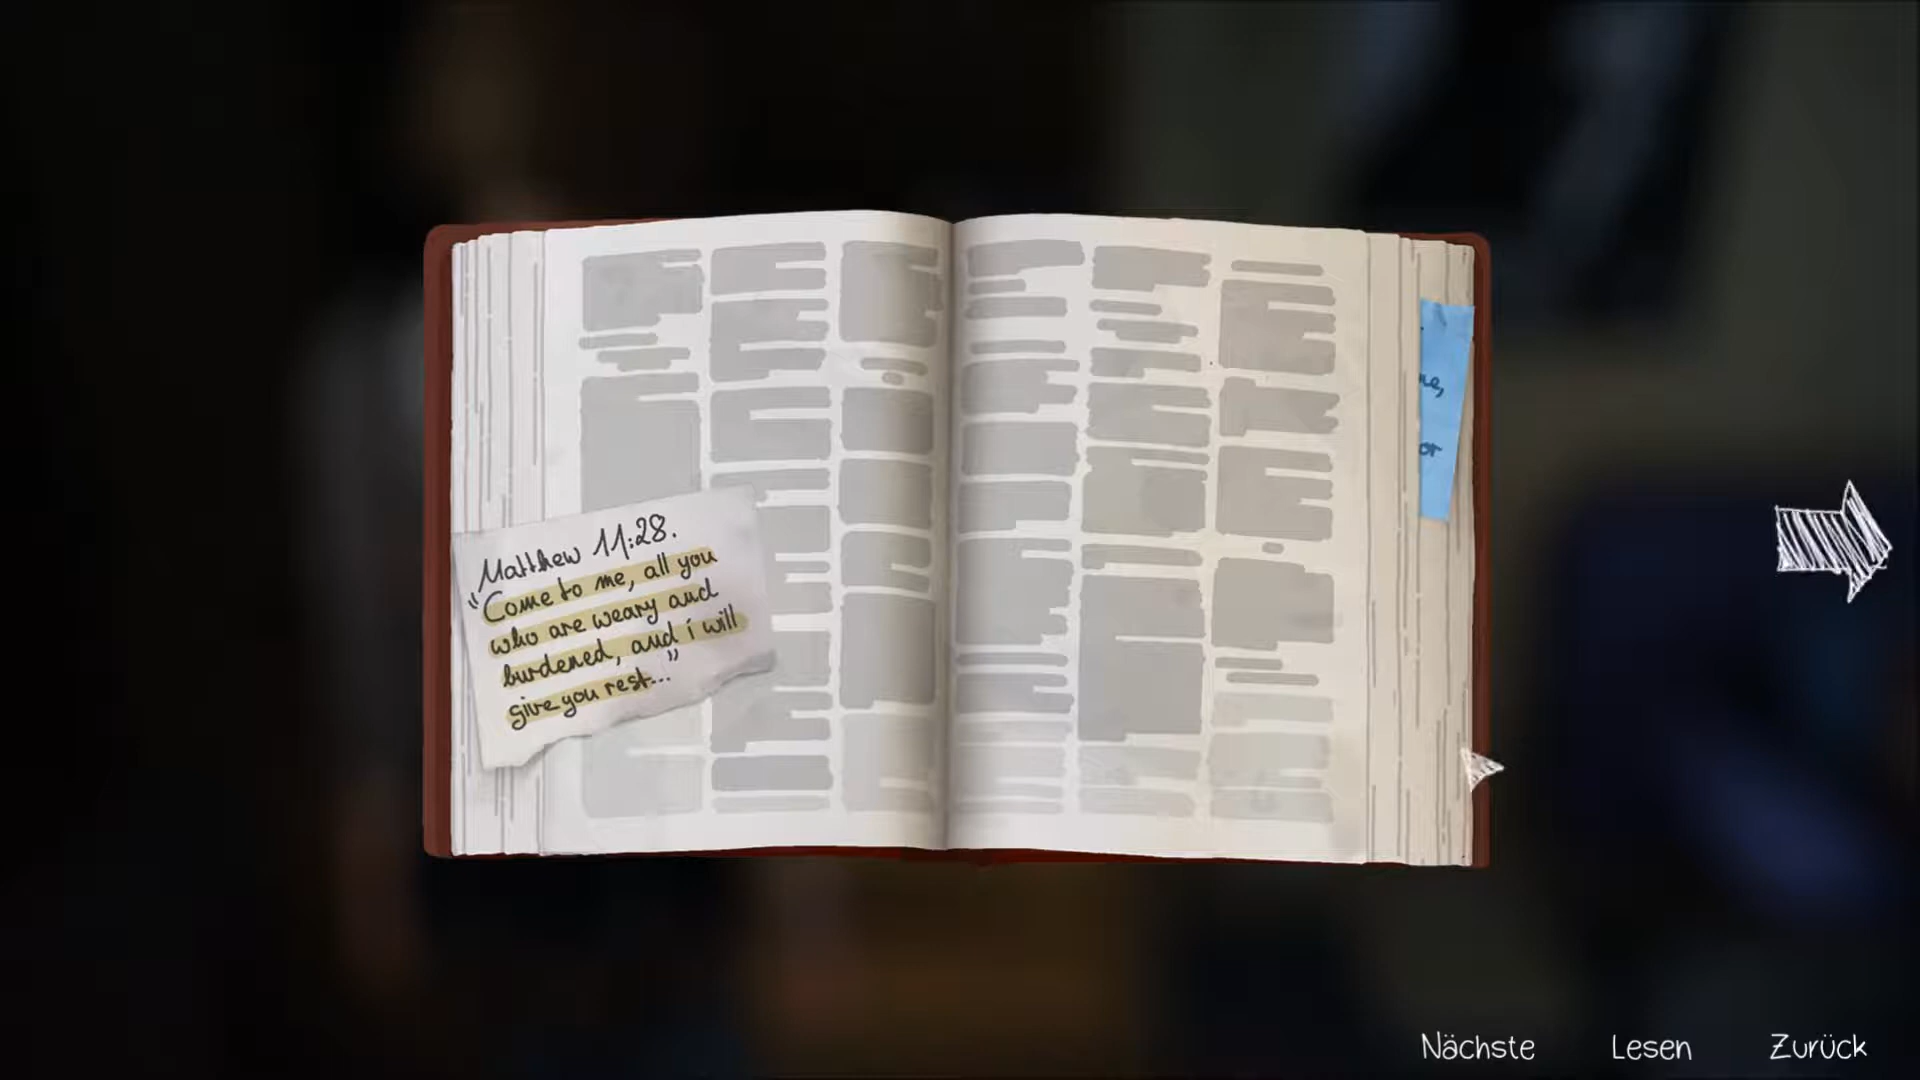 Matthew 11:28.
"Come to me, all you
who are weary and
burdened, and i will
give you rest..."
or
Nächste Lesen Zurück